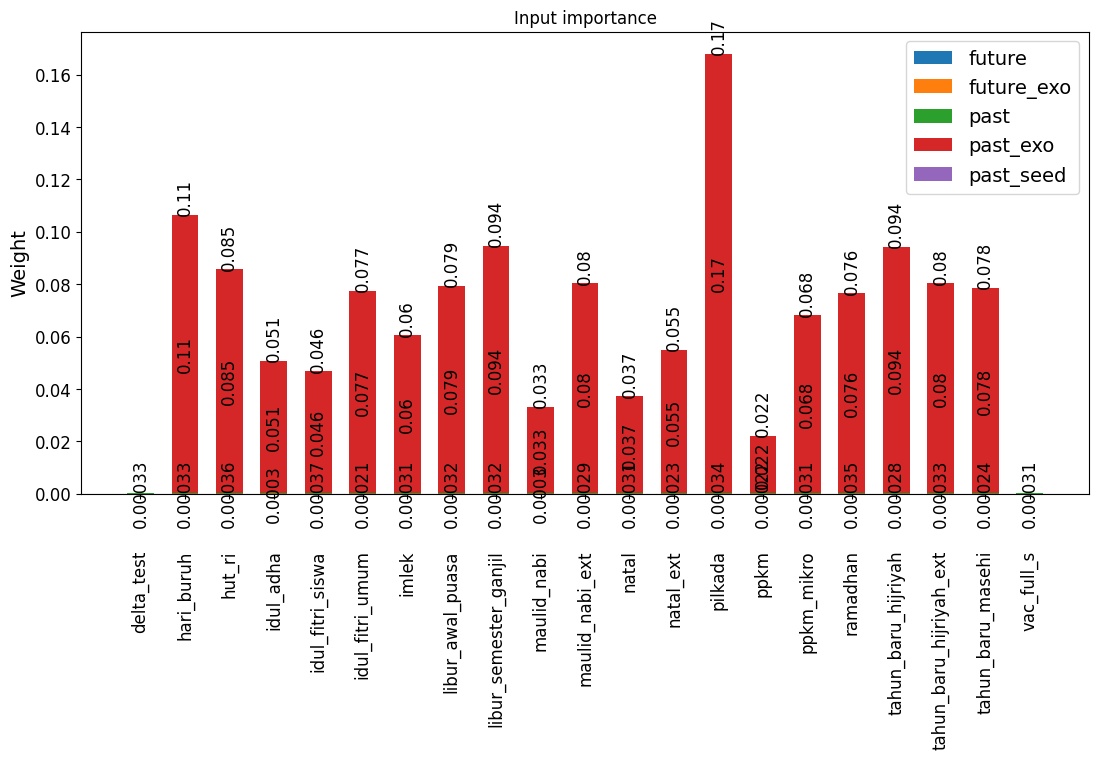 Input importance
Weight
0.16
0.14
0.12
0.10
0.08
0.06
0.04
0.02
0.00
future
future_exo
past
past_exo
past_seed
0.11
0.085
0.051
0.046
0.077
0.06
0.079
0.094
0.033
0.08
0.037
0.055
0.17
0.022
0.068
0.076
0.094
0.08
0.078
0.11
0.085
0.051
0.046
0.077
0.06
0.079
0.094
0.033
0.08
0.037
0.055
0.17
0.022
0.068
0.076
0.094
0.08
0.078
0.00033
0.00033
0.00036
0.0003
0.00037
0.00021
0.00031
0.00032
0.00032
0.00029
0.00031
0.00023
0.00034
0.00031
0.00035
0.00028
0.00033
0.00024
0.00031
delta_test
hari_buruh
hut_ri
idul_adha
idul_fitri_siswa
idul_fitri_umum
imlek
libur_awal_puasa
libur_semester_ganjil
maulid_nabi
maulid_nabi_ext
natal
natal_ext
pilkada
ppkm
ppkm_mikro
ramadhan
tahun_baru_hijriyah
tahun_baru_hijriyah_ext
tahun_baru_masehi
vac_full_s